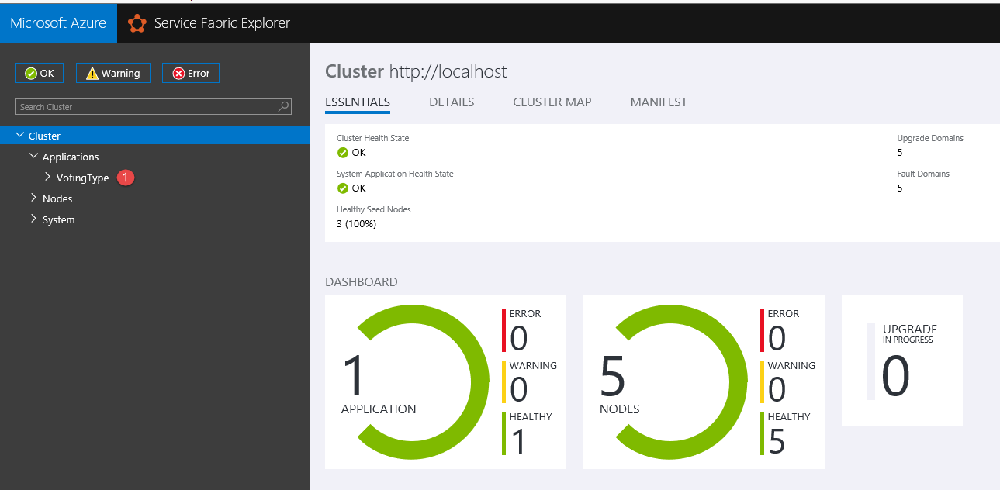 Microsoft Azure
Service Fabric Explorer
OK
Warning
Error
Search Cluster
Cluster
Applications
VotingType
1
Nodes
System
Cluster http://localhost
ESSENTIALS
DETAILS
CLUSTER MAP
MANIFEST
Cluster Health State
OK
System Application Health State
OK
Healthy Seed Nodes
3 (100%)
Upgrade Domains
5
Fault Domains
5
DASHBOARD
1
APPLICATION
ERROR
0
WARNING
0
HEALTHY
1
5
NODES
ERROR
0
WARNING
0
HEALTHY
5
UPGRADE
IN PROGRESS
0